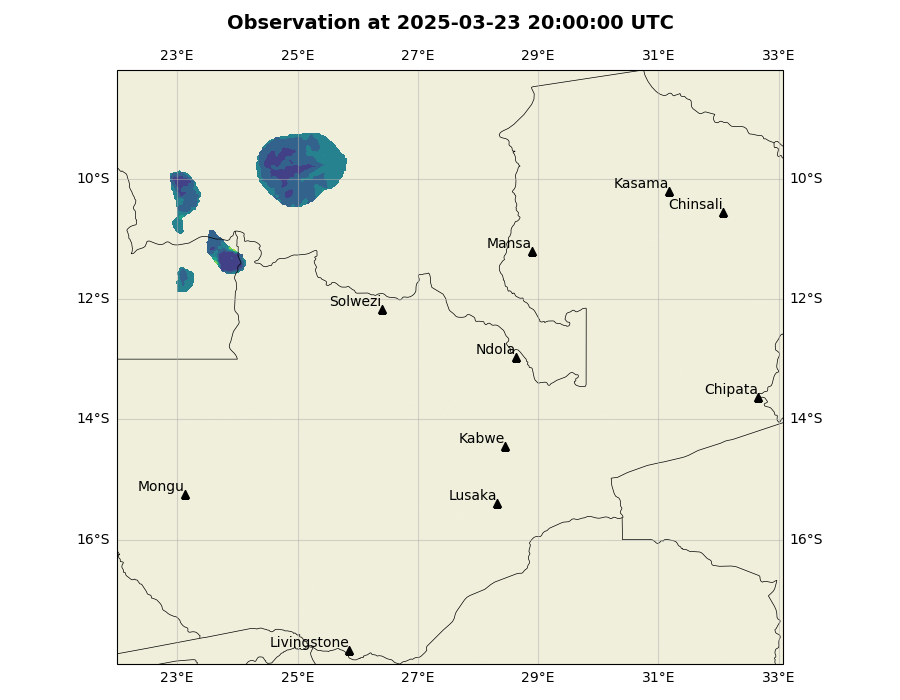 Observation at 2025-03-23 20:00:00 UTC
23°E 25°E 27°E 29°E 31°E 33°E
10°S 10°S
Kasama
Chinsali
Mansa
12°S 12°S
Solwezi
Ndola
Chipata
14°S 14°S
Kabwe
Mongu
Lusaka
16°S 16°S
Livingstone
23°E 25°E 27°E 29°E 31°E 33°E